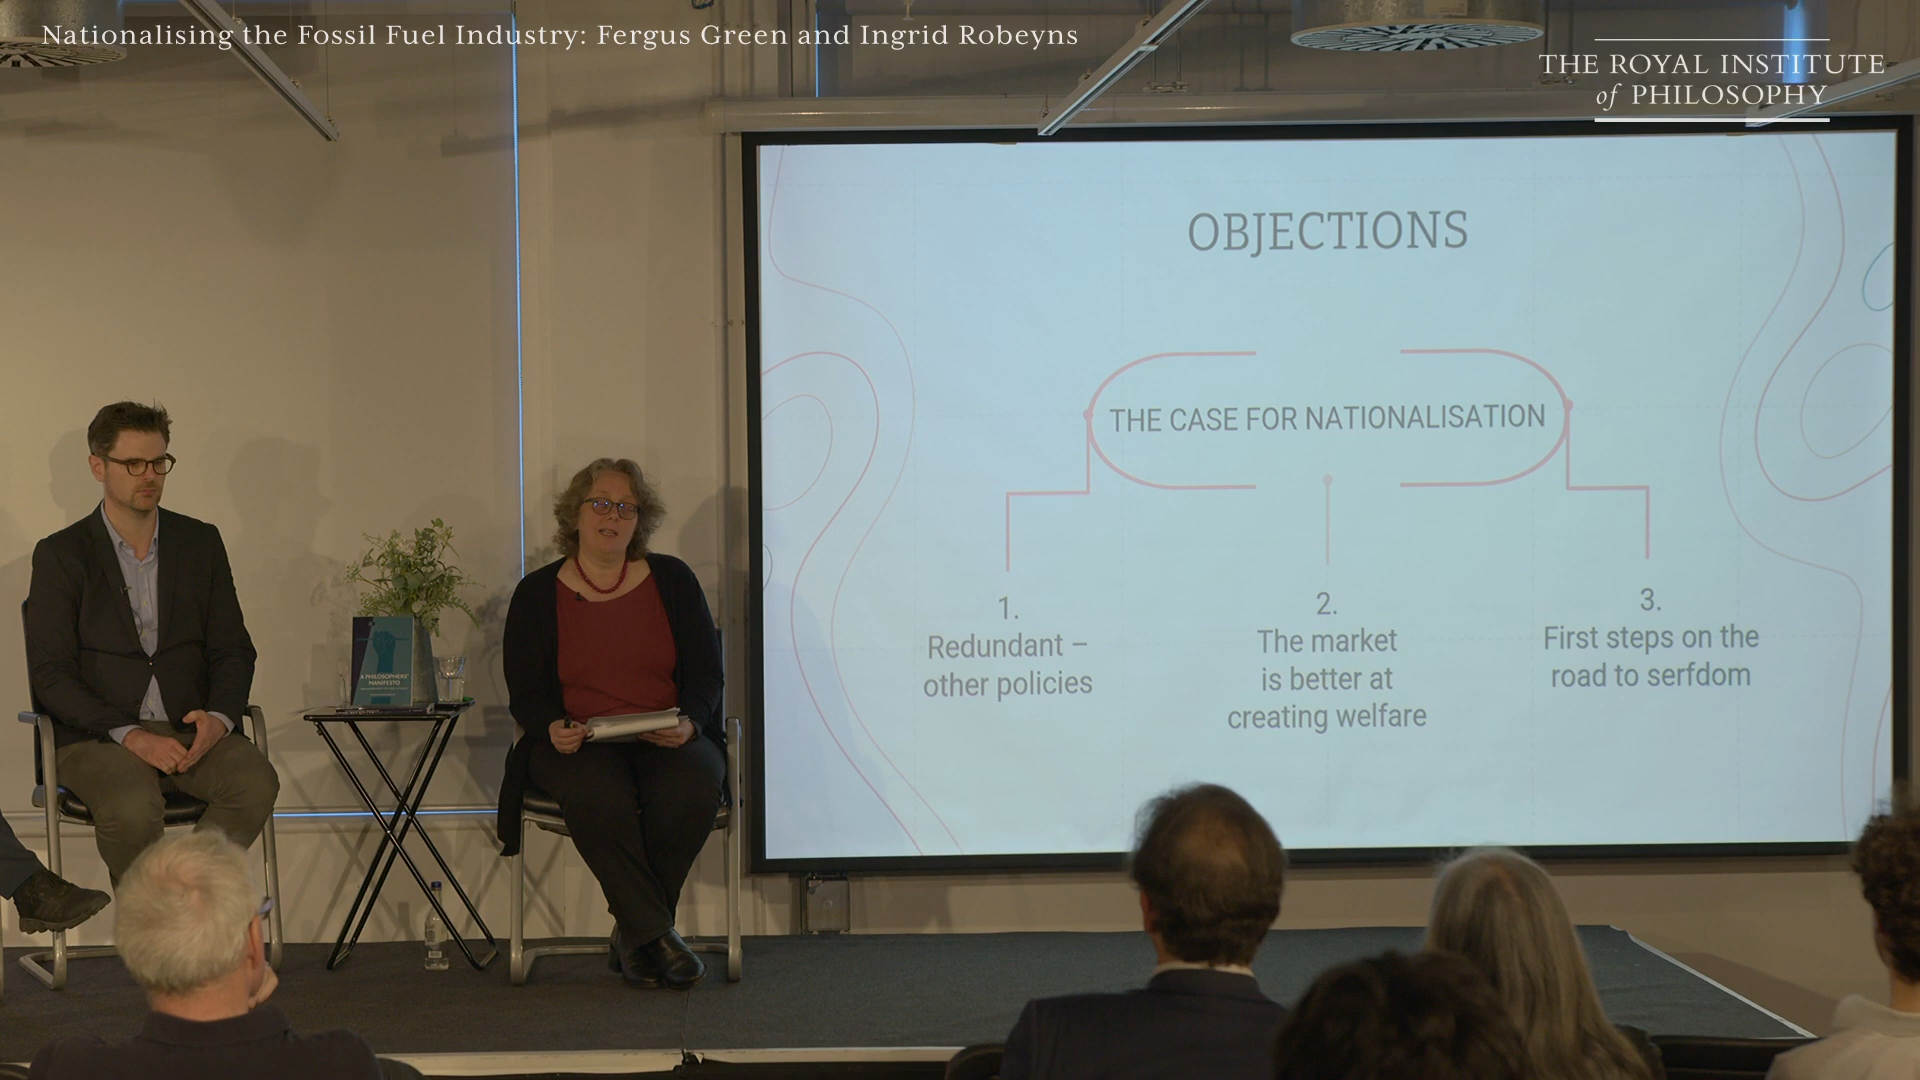 Nationalising the Fossil Fuel Industry: Fergus Green and Ingrid Robeyns
THE ROYAL INSTITUTE
of PHILOSOPHY
OBJECTIONS
THE CASE FOR NATIONALISATION
1.
Redundant –
other policies
2.
The market
is better at
creating welfare
3.
First steps on the
road to serfdom
A PHILOSOPHERS'
MANIFESTO